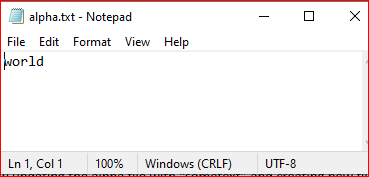 alpha.txt - Notepad
File Edit Format View Help
world
Ln 1, Col 1 100% Windows (CRLF) UTF-8